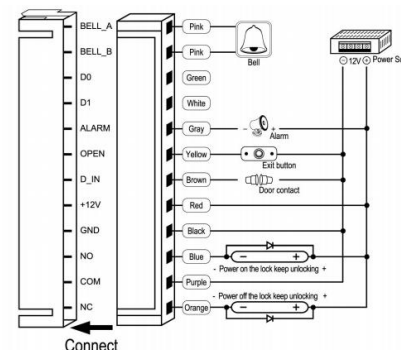 BELL_A Pink
BELL_B Pink
Bell
⊖ 12V ⊕ Power So
D0 Green
D1 White
ALARM Gray - + Alarm
OPEN Yellow Exit button
D_IN Brown Door contact
+12V Red
GND Black
NO Blue - +
- Power on the lock keep unlocking +
COM Purple
- Power off the lock keep unlocking +
NC Orange - +
Connect